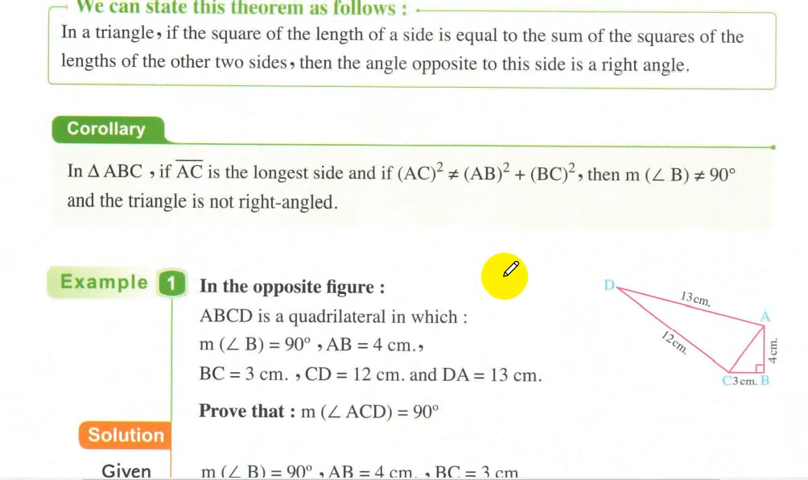 We can state this theorem as follows :
In a triangle, if the square of the length of a side is equal to the sum of the squares of the
lengths of the other two sides, then the angle opposite to this side is a right angle.
Corollary
In Δ ABC , if A̅C̅ is the longest side and if (AC)² ≠ (AB)² + (BC)², then m (∠ B) ≠ 90°
and the triangle is not right-angled.
Example 1
In the opposite figure :
ABCD is a quadrilateral in which :
m (∠ B) = 90° , AB = 4 cm.,
BC = 3 cm. , CD = 12 cm. and DA = 13 cm.
Prove that : m (∠ ACD) = 90°
D
13 cm.
A
12 cm.
4 cm.
C 3 cm. B
Solution
Given m (∠ B) = 90° , AB = 4 cm. , BC = 3 cm